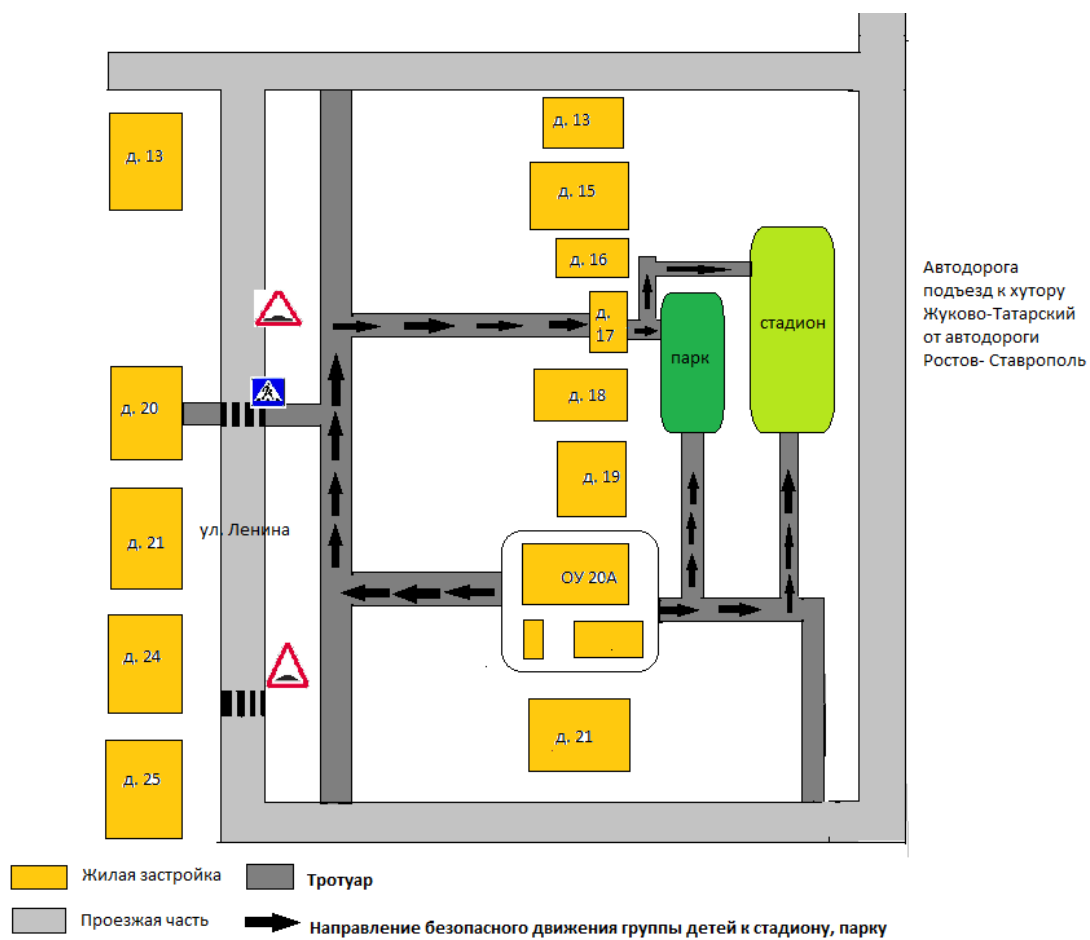 д. 13
д. 13
д. 15
д. 16
д.
17
д. 18
д. 19
парк
стадион
Автодорога
подъезд к хутору
Жуково-Татарский
от автодороги
Ростов- Ставрополь
д. 20
д. 21
ул. Ленина
ОУ 20А
д. 24
д. 21
д. 25
Жилая застройка
Тротуар
Проезжая часть
Направление безопасного движения группы детей к стадиону, парку